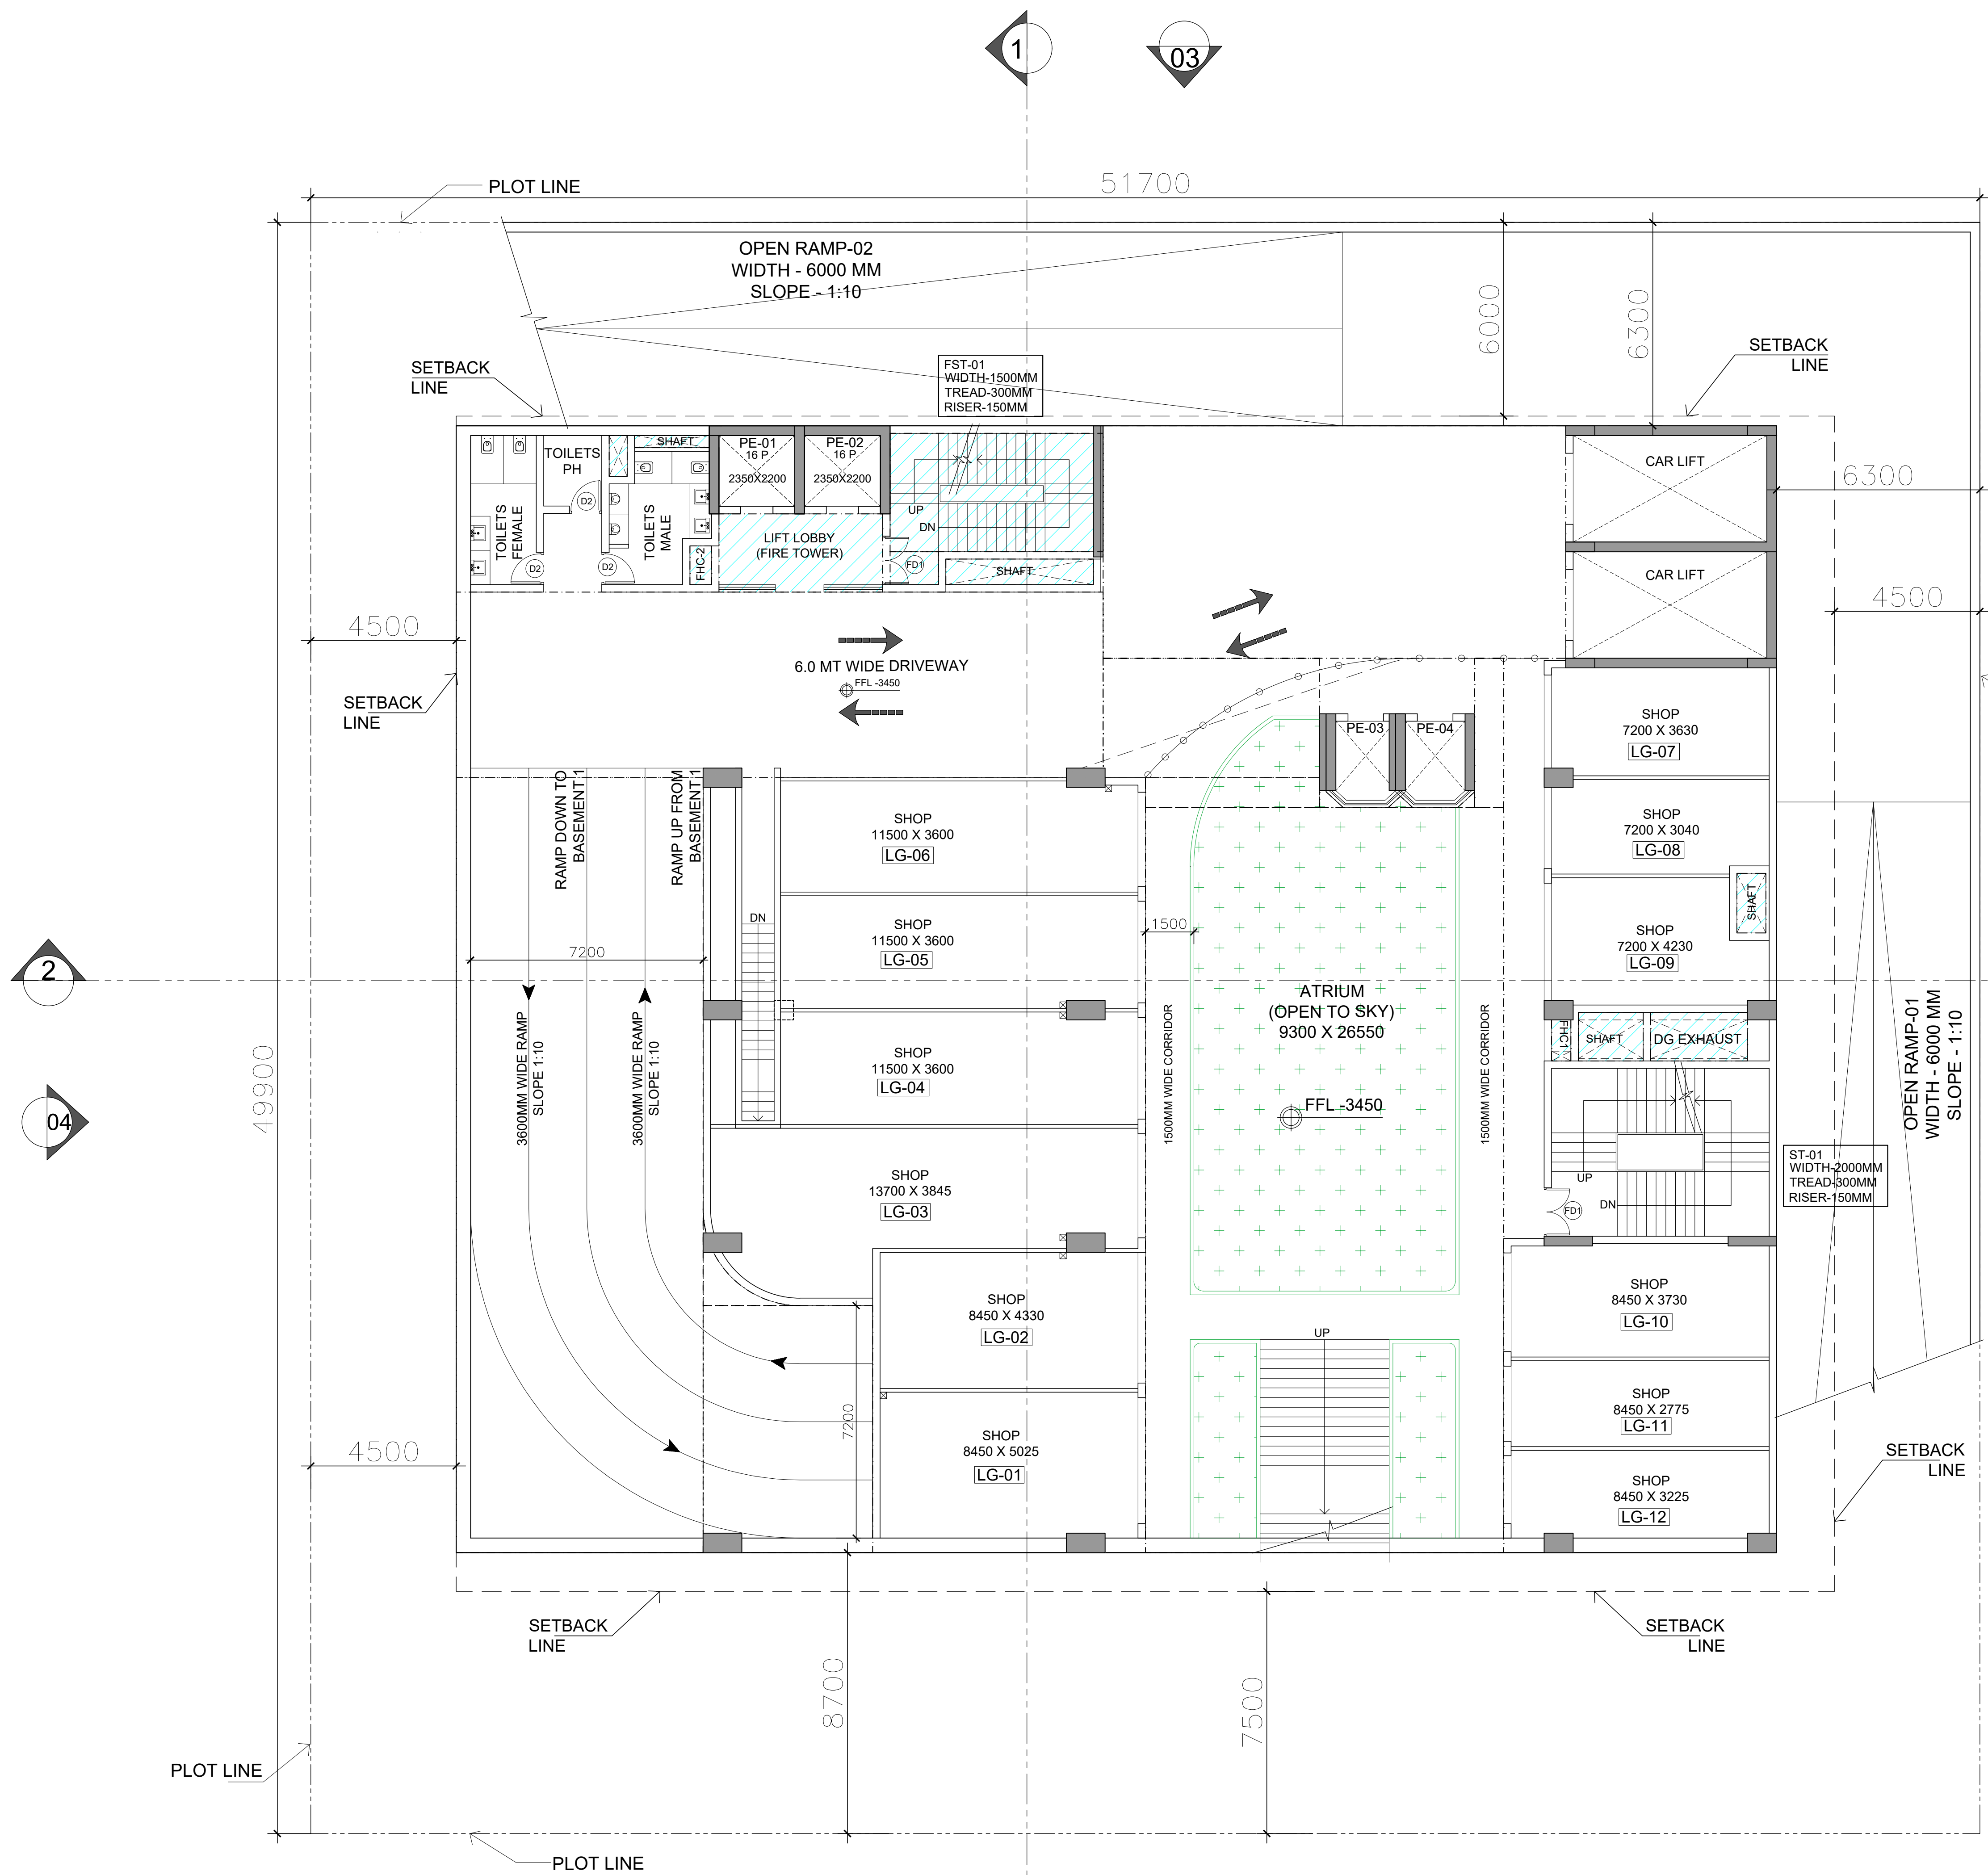 1
03
51700
PLOT LINE
OPEN RAMP-02
WIDTH - 6000 MM
SLOPE - 1:10
6000
6300
SETBACK
LINE
SETBACK
LINE
FST-01
WIDTH-1500MM
TREAD-300MM
RISER-150MM
TOILETS
PH
SHAFT
PE-01
16 P
2350X2200
PE-02
16 P
2350X2200
CAR LIFT
6300
D2
TOILETS
FEMALE
TOILETS
MALE
UP
DN
LIFT LOBBY
(FIRE TOWER)
FHC-2
D2
D2
FD1
SHAFT
CAR LIFT
4500
4500
6.0 MT WIDE DRIVEWAY
FFL -3450
SETBACK
LINE
SHOP
7200 X 3630
LG-07
PE-03
PE-04
RAMP DOWN TO
BASEMENT 1
RAMP UP FROM
BASEMENT 1
SHOP
11500 X 3600
LG-06
SHOP
7200 X 3040
LG-08
SHAFT
DN
1500
SHOP
11500 X 3600
LG-05
SHOP
7200 X 4230
LG-09
7200
2
ATRIUM
(OPEN TO SKY)
9300 X 26550
1500MM WIDE CORRIDOR
1500MM WIDE CORRIDOR
FHC1
SHAFT
DG EXHAUST
OPEN RAMP-01
WIDTH - 6000 MM
SLOPE - 1:10
3600MM WIDE RAMP
SLOPE 1:10
3600MM WIDE RAMP
SLOPE 1:10
SHOP
11500 X 3600
LG-04
49900
04
FFL -3450
ST-01
WIDTH-2000MM
TREAD-300MM
RISER-150MM
UP
DN
FD1
SHOP
13700 X 3845
LG-03
SHOP
8450 X 4330
LG-02
SHOP
8450 X 3730
LG-10
UP
7200
SHOP
8450 X 2775
LG-11
4500
SHOP
8450 X 5025
LG-01
SETBACK
LINE
SHOP
8450 X 3225
LG-12
SETBACK
LINE
SETBACK
LINE
8700
7500
PLOT LINE
PLOT LINE